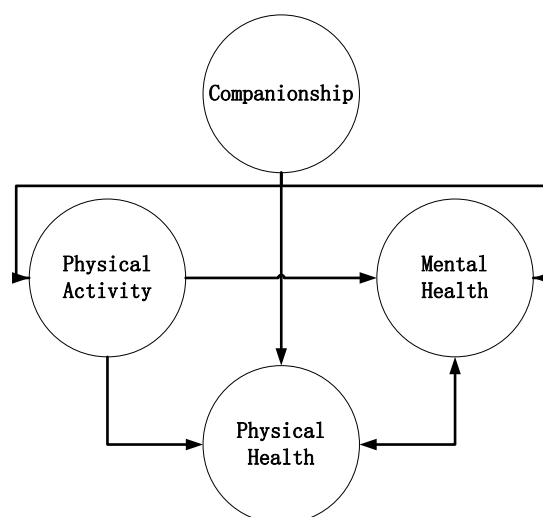 Companionship
Physical
Activity
Mental
Health
Physical
Health